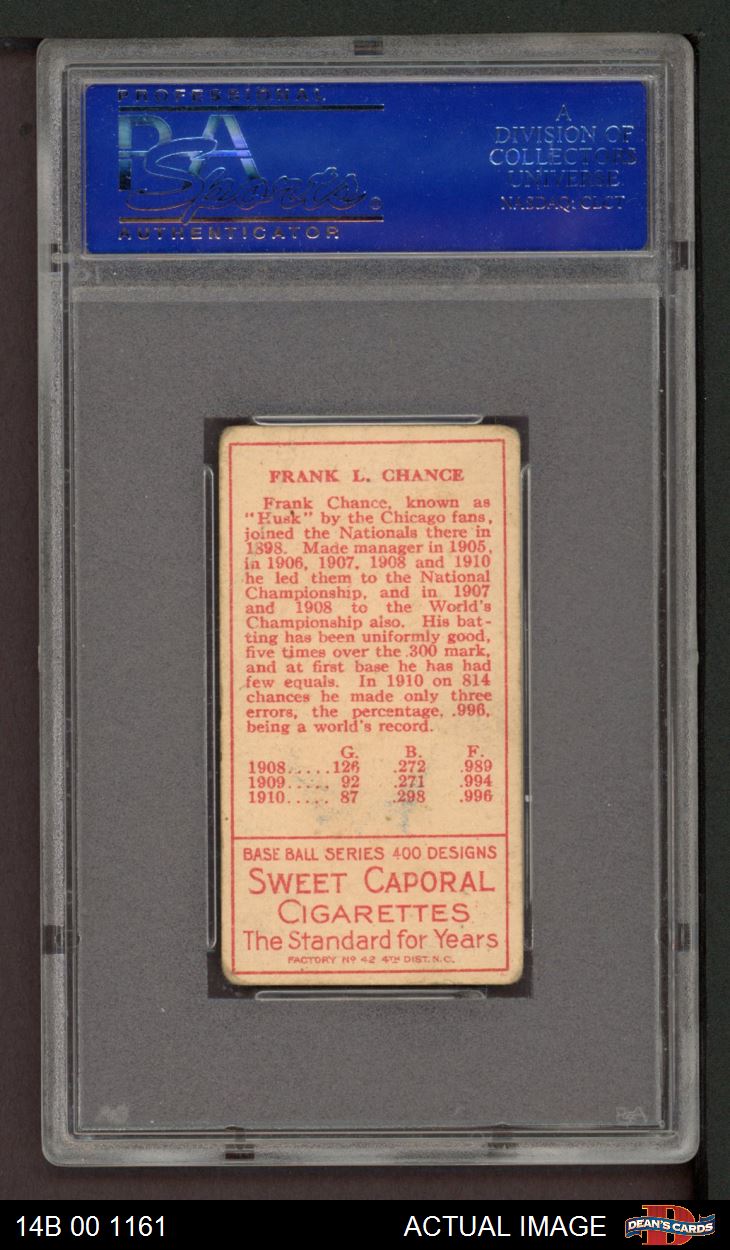 PROFESSIONAL
PSA
Sports
AUTHENTICATOR
A
DIVISION OF
COLLECTORS
UNIVERSE
NASDAQ: CLCT
FRANK L. CHANCE
Frank Chance, known as
"Husk" by the Chicago fans,
joined the Nationals there in
1898. Made manager in 1905,
in 1906, 1907, 1908 and 1910
he led them to the National
Championship, and in 1907
and 1908 to the World's
Championship also. His bat-
ting has been uniformly good,
five times over the .300 mark,
and at first base he has had
few equals. In 1910 on 814
chances he made only three
errors, the percentage, .996,
being a world's record.
G. B. F.
1908.....126 .272 .989
1909..... 92 .271 .994
1910..... 87 .298 .996
BASE BALL SERIES 400 DESIGNS
SWEET CAPORAL
CIGARETTES
The Standard for Years
FACTORY Nº 42 4TH DIST. N.C.
PSA
14B 00 1161
ACTUAL IMAGE
DEAN'S CARDS